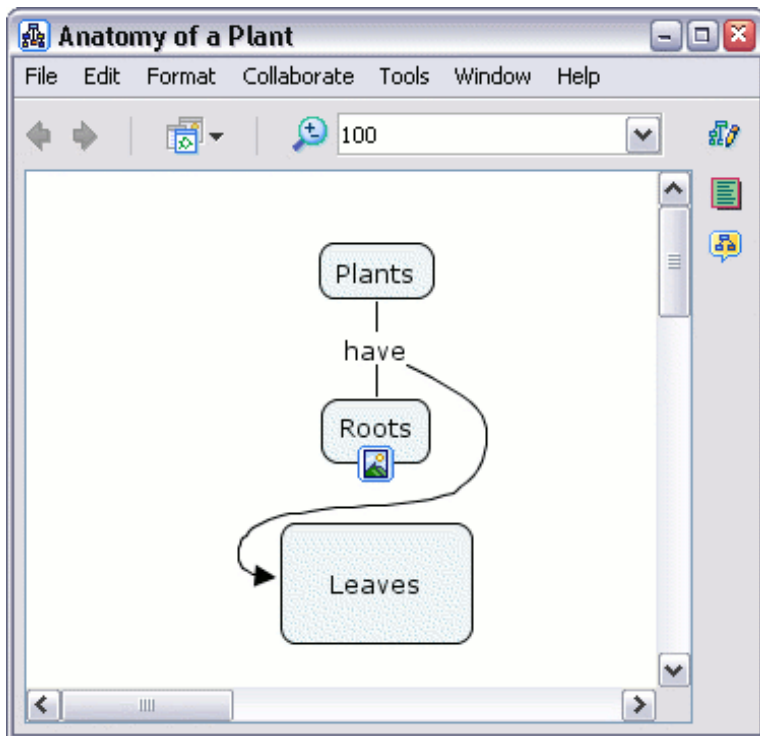 Anatomy of a Plant
File Edit Format Collaborate Tools Window Help
100
Plants
have
Roots
Leaves